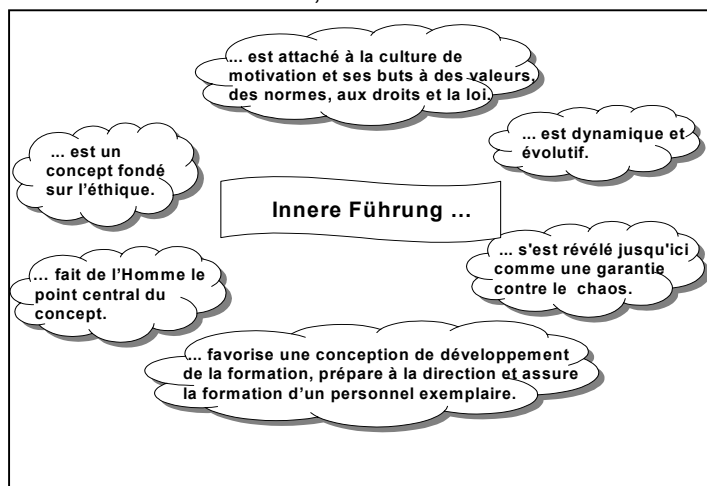 ... est attaché à la culture de
motivation et ses buts à des valeurs,
des normes, aux droits et la loi.
... est dynamique et
évolutif.
... est un
concept fondé
sur l'éthique.
Innere Führung ...
... s'est révélé jusqu'ici
comme une garantie
contre le chaos.
... fait de l'Homme le
point central du
concept.
... favorise une conception de développement
de la formation, prépare à la direction et assure
la formation d'un personnel exemplaire.